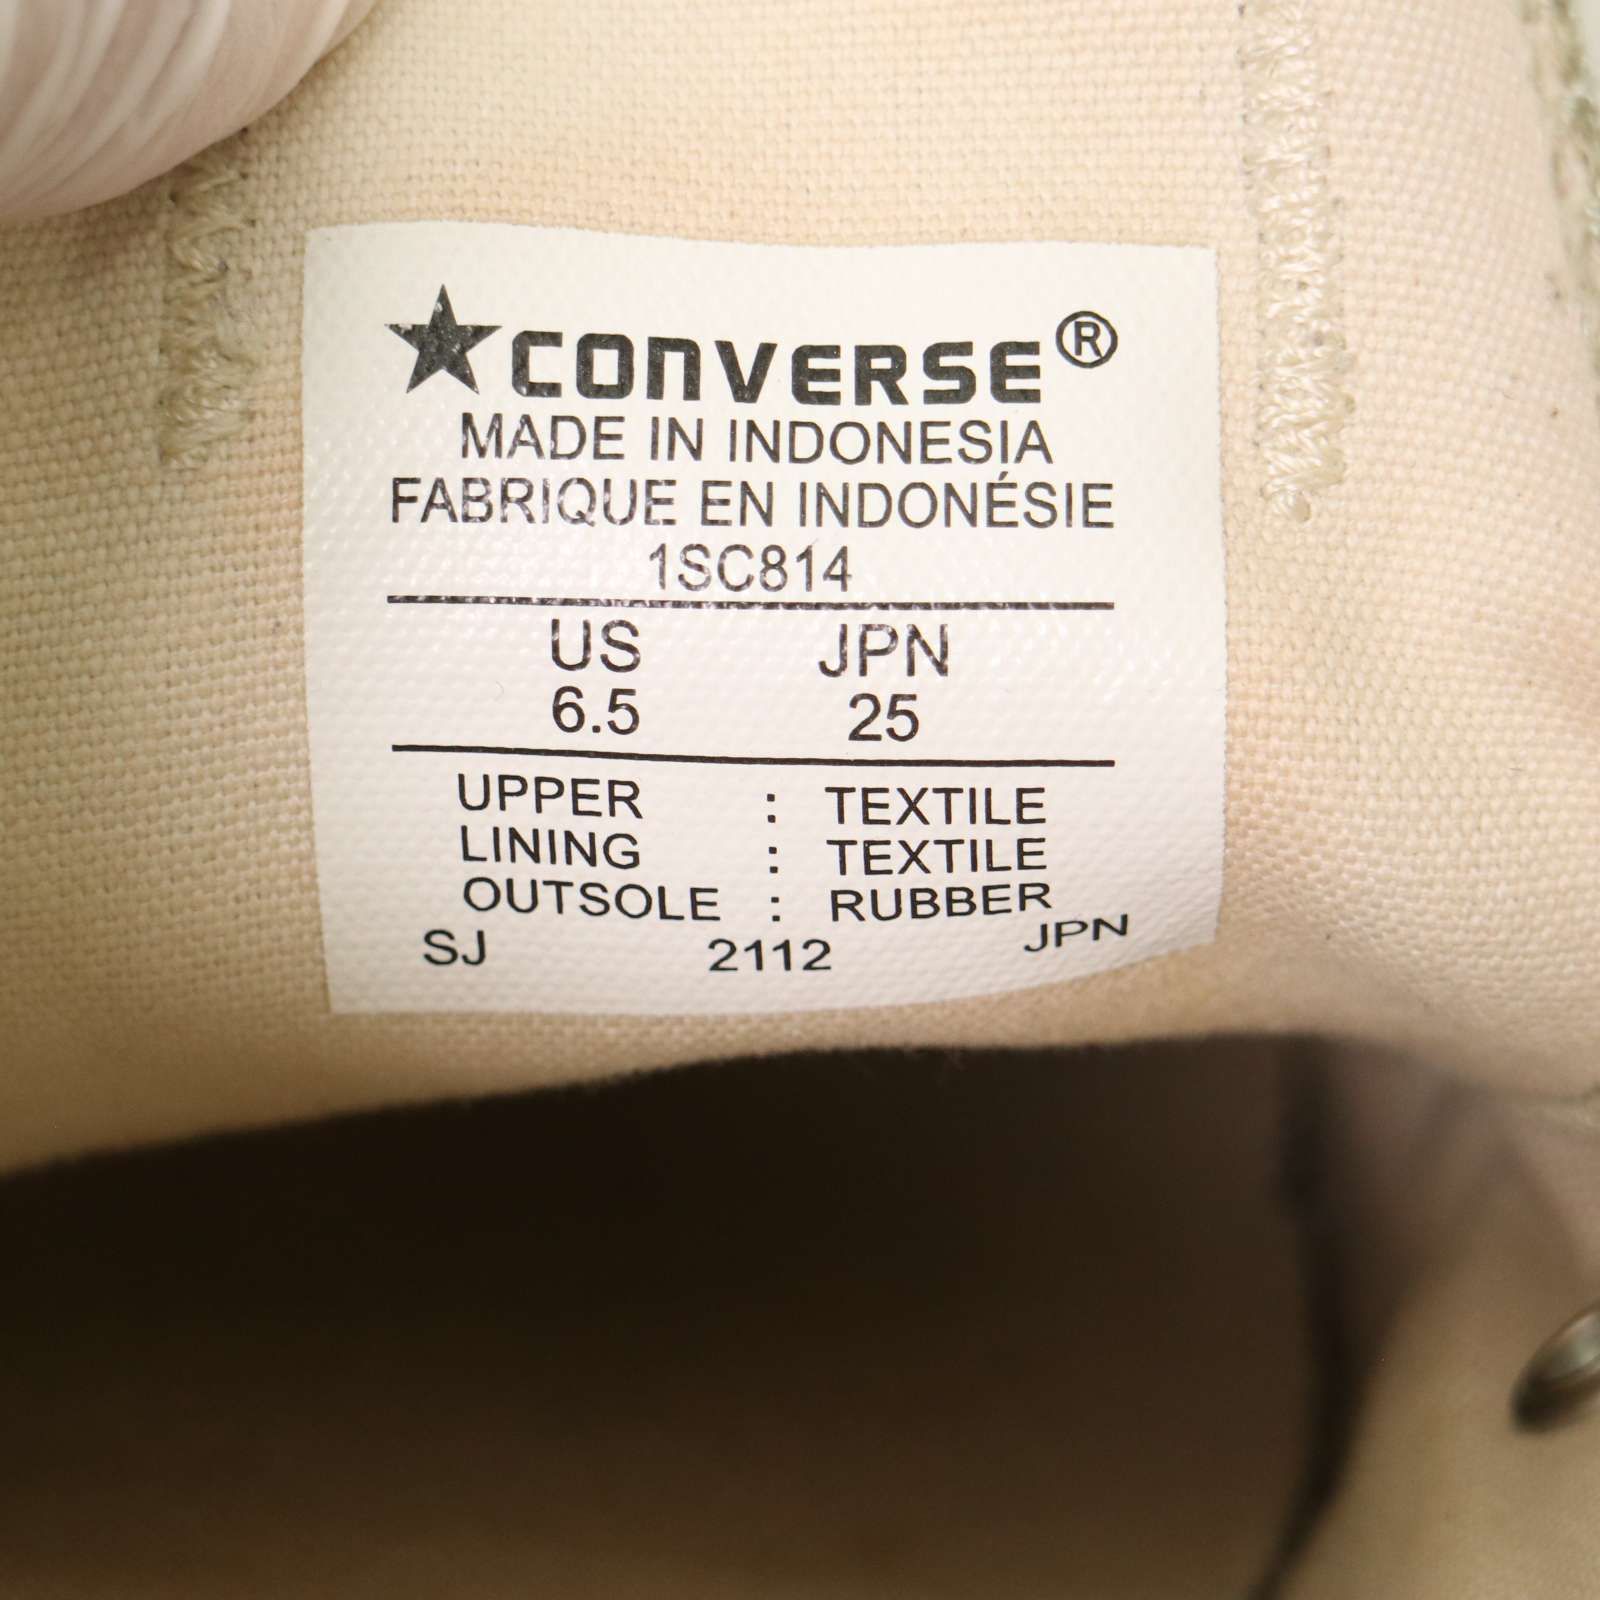 CONVERSE®
MADE IN INDONESIA
FABRIQUE EN INDONÉSIE
1SC814
US JPN
6.5 25
UPPER : TEXTILE
LINING : TEXTILE
OUTSOLE : RUBBER
SJ 2112 JPN